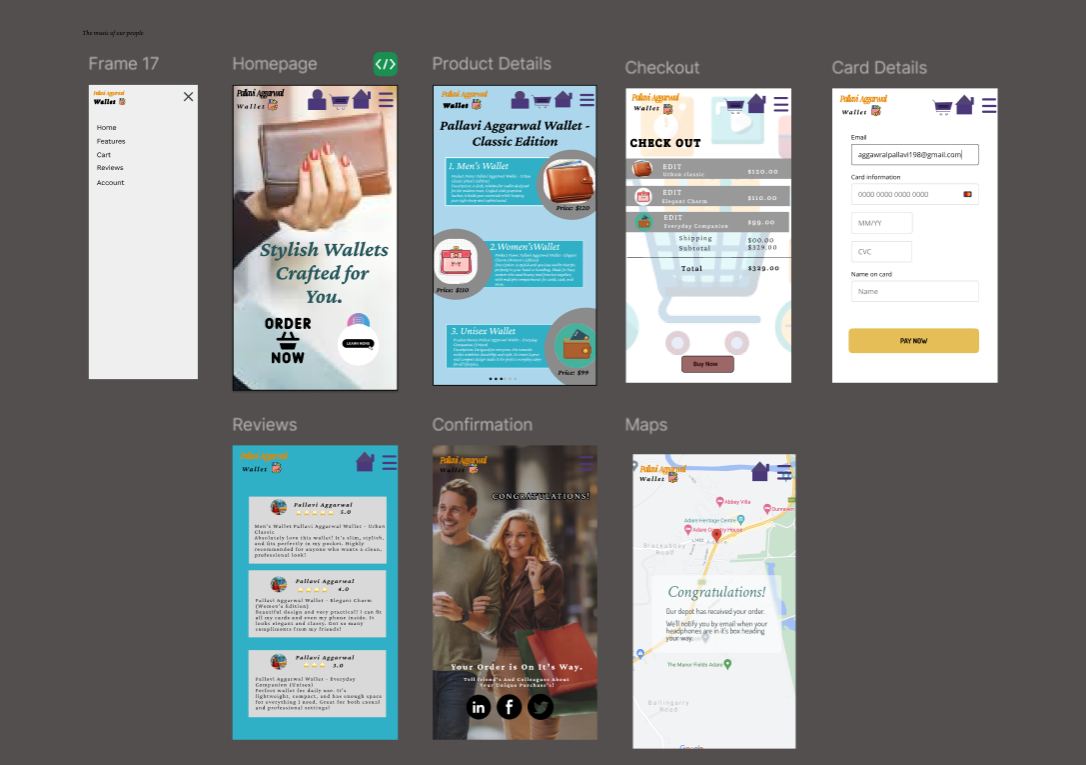 The music of our people
Frame 17
Pallavi Aggarwal
Wallet
Home
Features
Cart
Reviews
Account
Homepage
Pallavi Aggarwal
Wallet
Stylish Wallets
Crafted for
You.
ORDER
NOW
LEARN MORE
Product Details
Pallavi Aggarwal
Wallet
Pallavi Aggarwal Wallet -
Classic Edition
1. Men's Wallet
Price: $120
2.Women'sWallet
Price: $110
3. Unisex Wallet
Price: $99
Checkout
Pallavi Aggarwal
Wallet
CHECK OUT
EDIT
Urban classic
$120.00
EDIT
Elegant Charm
$110.00
EDIT
Everyday Companion
$99.00
Shipping $00.00
Subtotal $329.00
Total $329.00
Buy Now
Card Details
Pallavi Aggarwal
Wallet
Email
aggawralpallavi198@gmail.com
Card information
0000 0000 0000 0000
MM/YY
CVC
Name on card
Name
PAY NOW
Reviews
Pallavi Aggarwal
Wallet
Pallavi Aggarwal
5.0
Men's Wallet Pallavi Aggarwal Wallet - Urban
Classic
Absolutely love this wallet! It's slim, stylish,
and fits perfectly in my pocket. Highly
recommended for anyone who wants a clean,
professional look!
Pallavi Aggarwal
4.0
Pallavi Aggarwal Wallet - Elegant Charm
(Women's Edition)
Beautiful design and very practical! I can fit
all my cards and even my phone inside. It
looks elegant and classy. Got so many
compliments from my friends!
Pallavi Aggarwal
3.0
Pallavi Aggarwal Wallet - Everyday
Companion (Unisex)
Perfect wallet for daily use. It's
lightweight, compact, and has enough space
for everything I need. Great for both casual
and professional settings!
Confirmation
Pallavi Aggarwal
Wallet
CONGRATULATIONS!
Your Order is On It's Way.
Tell Friend's And Colleague About
Your Unique Purchase's!
in f
Maps
Pallavi Aggarwal
Wallet
Abbey Villa
Adare Heritage Centre
Adare Country House
Blackabbey
Road
Congratulations!
Our depot has received your order.
We'll notify you by email when your
headphones are in it's box heading
your way.
The Manor Fields Adare
Ballingarry
Road
Google